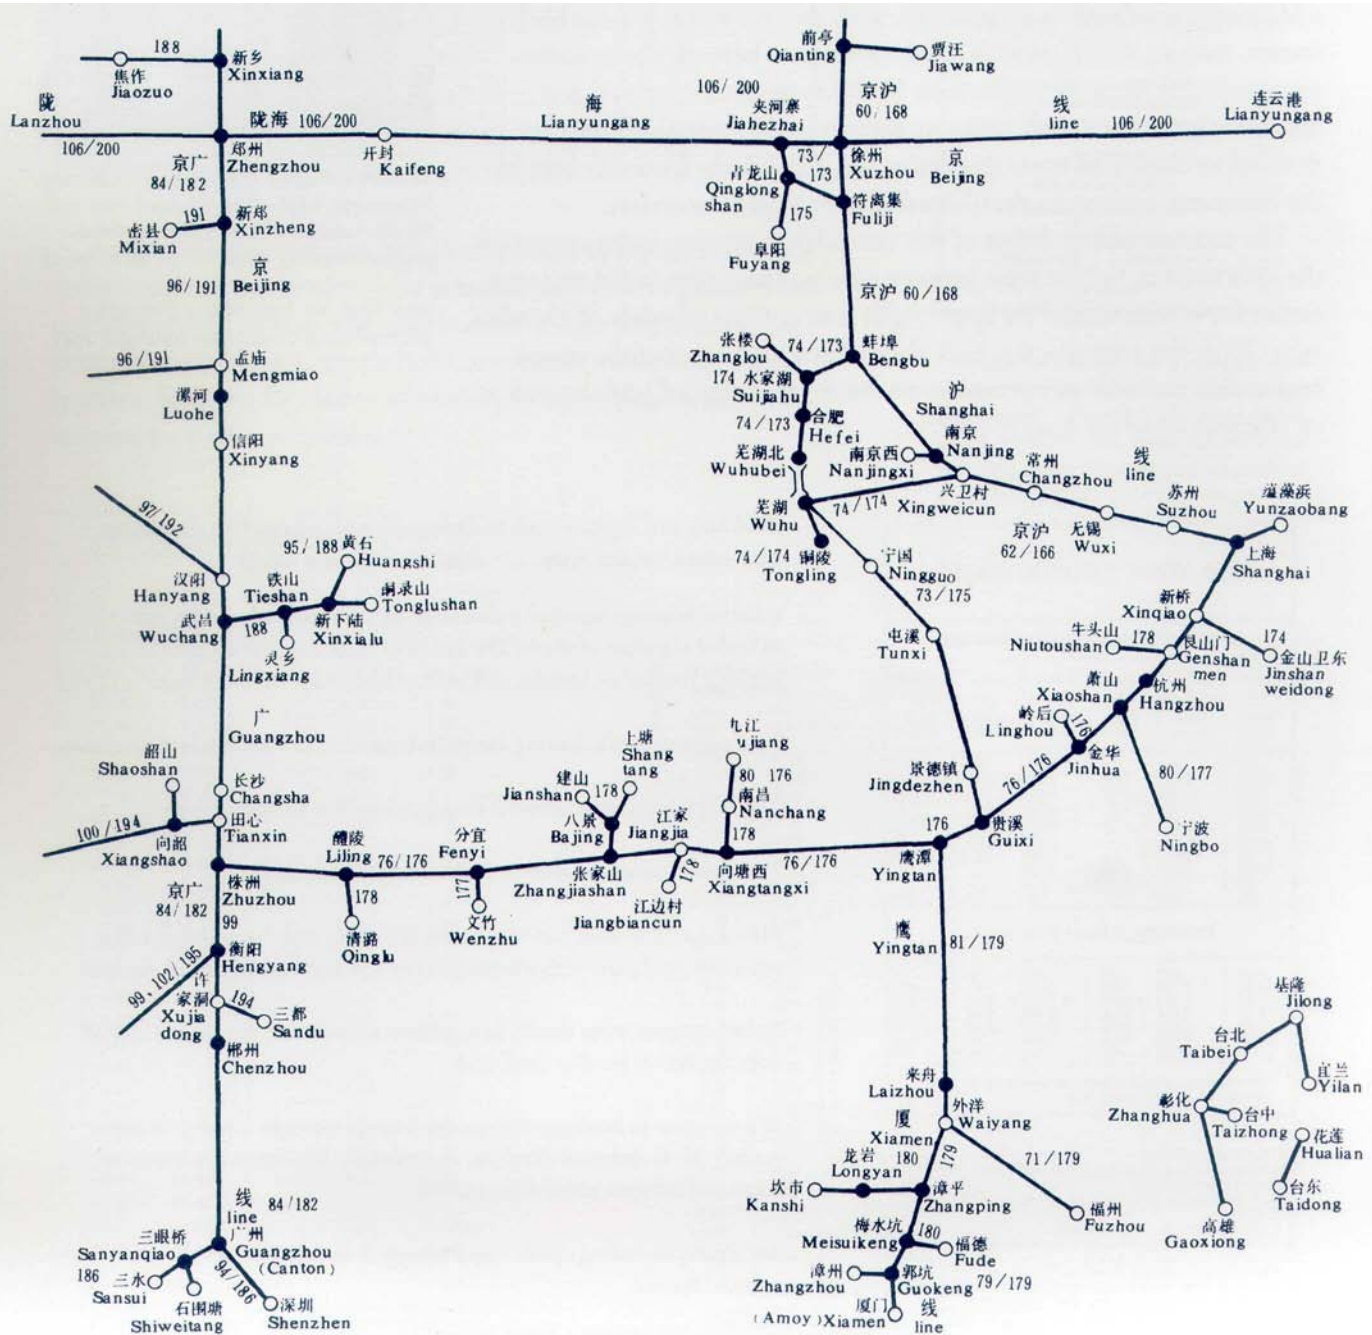 188
焦作
Jiaozuo
新乡
Xinxiang
前亭
Qianting
贾汪
Jiawang
陇
Lanzhou
106/200
陇海 106/200
海
Lianyungang
106/200
夹河寨
Jiahezhai
京沪
60/168
线
line
106/200
连云港
Lianyungang
郑州
Zhengzhou
开封
Kaifeng
73/
173
徐州
Xuzhou
京
Beijing
京广
84/182
青龙山
Qinglong
shan
175
符离集
Fuliji
阜阳
Fuyang
191
密县
Mixian
新郑
Xinzheng
京
Beijing
96/191
京沪 60/168
96/191
孟庙
Mengmiao
漯河
Luohe
信阳
Xinyang
张楼
Zhanglou
74/173
蚌埠
Bengbu
174 水家湖
Suijiahu
74/173
合肥
Hefei
沪
Shanghai
芜湖北
Wuhubei
南京西
Nanjingxi
南京
Nanjing
兴卫村
Xingweicun
常州
Changzhou
线
line
芜湖
Wuhu
74/174
京沪
62/166
无锡
Wuxi
苏州
Suzhou
蕰藻浜
Yunzaobang
上海
Shanghai
74/174 铜陵
Tongling
宁国
Ningguo
73/175
97/192
汉阳
Hanyang
武昌
Wuchang
188
铁山
Tieshan
95/188
黄石
Huangshi
新下陆
Xinxialu
铜录山
Tonglushan
灵乡
Lingxiang
新桥
Xinqiao
牛头山
Niutoushan
178
艮山门
Genshan
men
174
金山卫东
Jinshan
weidong
屯溪
Tunxi
萧山
Xiaoshan
杭州
Hangzhou
岭后
Linghou
176
金华
Jinhua
76/176
80/177
宁波
Ningbo
广
Guangzhou
韶山
Shaoshan
长沙
Changsha
田心
Tianxin
100/194
向韶
Xiangshao
株洲
Zhuzhou
醴陵
Liling
178
清潞
Qinglu
76/176
分宜
Fenyi
177
文竹
Wenzhu
建山
Jianshan
178
上塘
Shang
tang
八景
Bajing
张家山
Zhangjiashan
江家
Jiangjia
178
江边村
Jiangbiancun
九江
ujiang
80 176
南昌
Nanchang
178
向塘西
Xiangtangxi
76/176
景德镇
Jingdezhen
176
贵溪
Guixi
鹰潭
Yingtan
京广
84/182
99
衡阳
Hengyang
99, 102/195
许
家洞
Xujia
dong
194
三都
Sandu
郴州
Chenzhou
鹰
Yingtan
81/179
来舟
Laizhou
外洋
Waiyang
厦
Xiamen
龙岩
Longyan
180
179
71/179
坎市
Kanshi
漳平
Zhangping
福州
Fuzhou
梅水坑
Meisuikeng
180
福德
Fude
漳州
Zhangzhou
郭坑
Guokeng
79/179
厦门
(Amoy) Xiamen
线
line
线
line
84/182
三眼桥
Sanyanqiao
广州
Guangzhou
(Canton)
186
三水
Sansui
石围塘
Shiweitang
94/186
深圳
Shenzhen
基隆
Jilong
台北
Taibei
宜兰
Yilan
彰化
Zhanghua
台中
Taizhong
花莲
Hualian
台东
Taidong
高雄
Gaoxiong